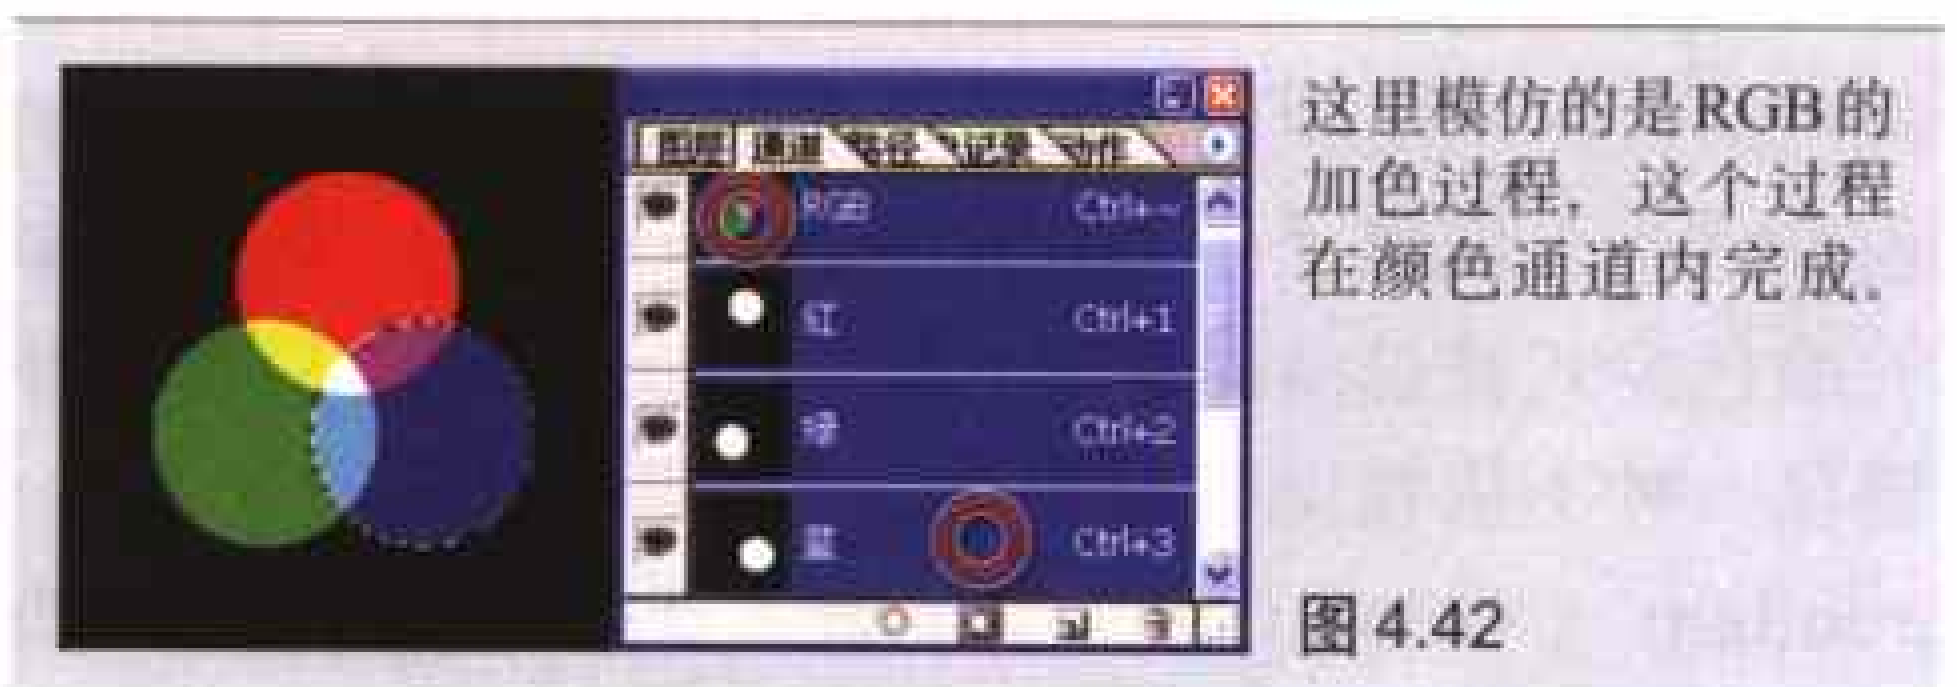 图层 通道 路径 记录 动作
RGB Ctrl+~
红 Ctrl+1
绿 Ctrl+2
蓝 Ctrl+3
这里模仿的是RGB的
加色过程，这个过程
在颜色通道内完成。
图 4.42